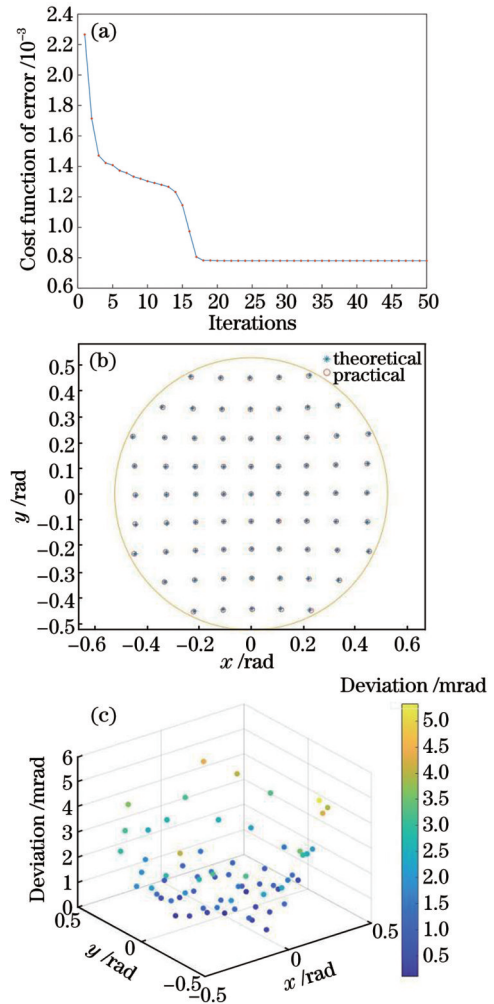 (a)
Cost function of error /10⁻³
2.4
2.2
2.0
1.8
1.6
1.4
1.2
1.0
0.8
0.6
0 5 10 15 20 25 30 35 40 45 50
Iterations
(b)
theoretical
practical
y /rad
0.5
0.4
0.3
0.2
0.1
0
−0.1
−0.2
−0.3
−0.4
−0.5
−0.6 −0.4 −0.2 0 0.2 0.4 0.6
x /rad
(c)
Deviation /mrad
6
5
4
3
2
1
0
0.5
0
−0.5
y /rad
−0.5
0
0.5
x /rad
Deviation /mrad
5.0
4.5
4.0
3.5
3.0
2.5
2.0
1.5
1.0
0.5